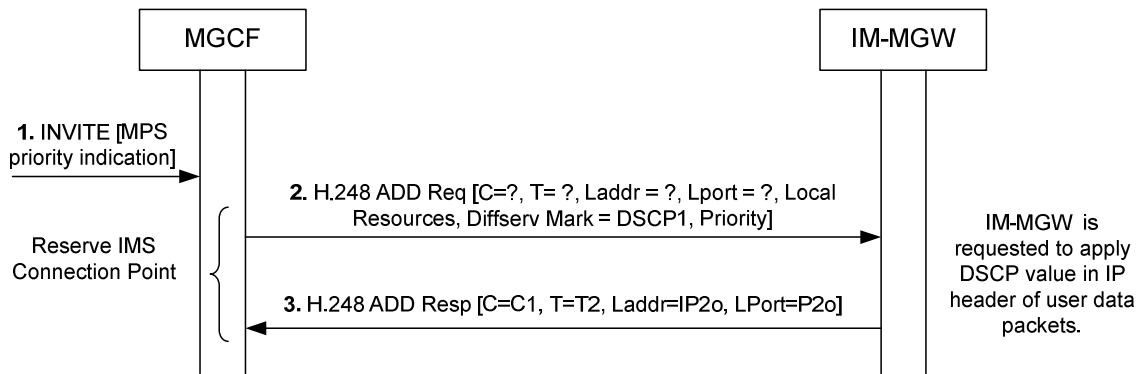 MGCF
IM-MGW
1. INVITE [MPS
priority indication]
2. H.248 ADD Req [C=?, T= ?, Laddr = ?, Lport = ?, Local
Resources, Diffserv Mark = DSCP1, Priority]
Reserve IMS
Connection Point
IM-MGW is
requested to apply
DSCP value in IP
header of user data
packets.
3. H.248 ADD Resp [C=C1, T=T2, Laddr=IP2o, LPort=P2o]